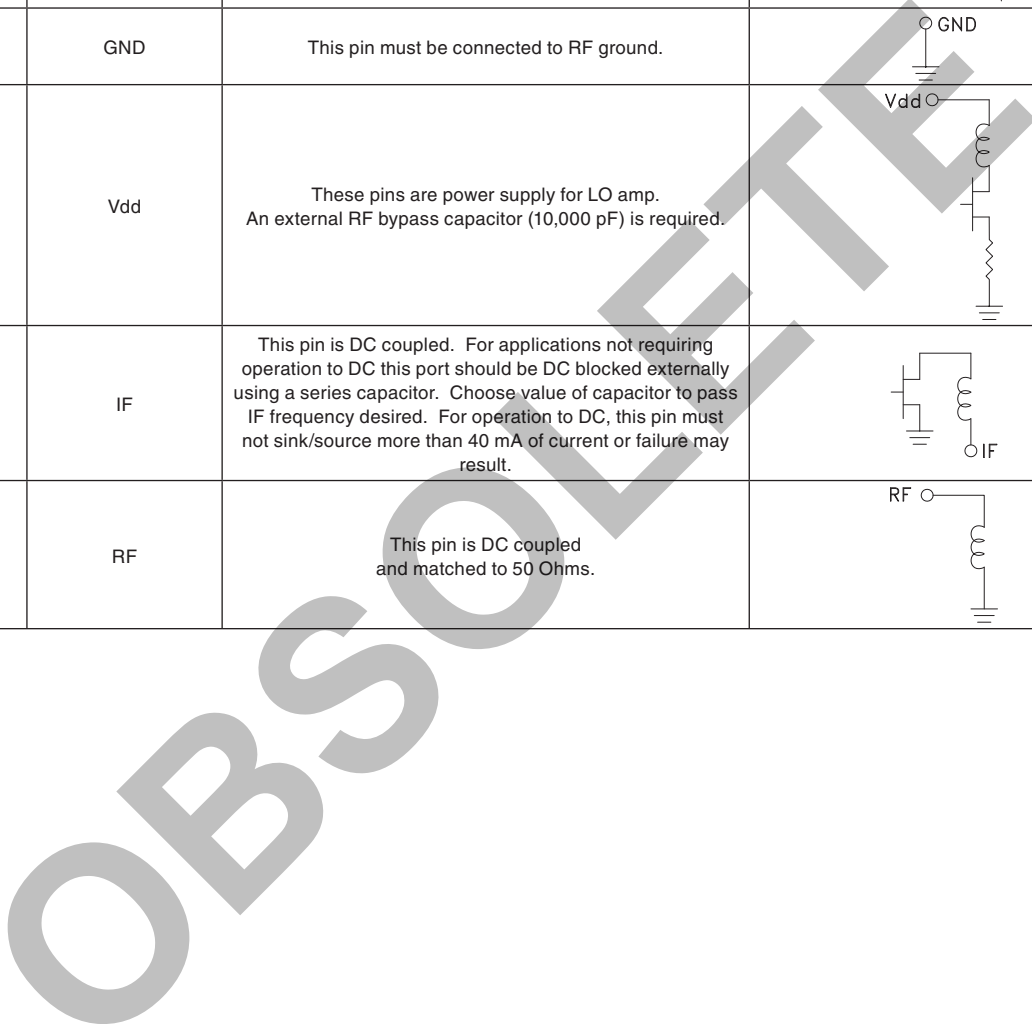 GND
This pin must be connected to RF ground.
GND
Vdd
These pins are power supply for LO amp.
An external RF bypass capacitor (10,000 pF) is required.
Vdd
IF
This pin is DC coupled. For applications not requiring
operation to DC this port should be DC blocked externally
using a series capacitor. Choose value of capacitor to pass
IF frequency desired. For operation to DC, this pin must
not sink/source more than 40 mA of current or failure may
result.
IF
RF
This pin is DC coupled
and matched to 50 Ohms.
RF
OBSOLETE